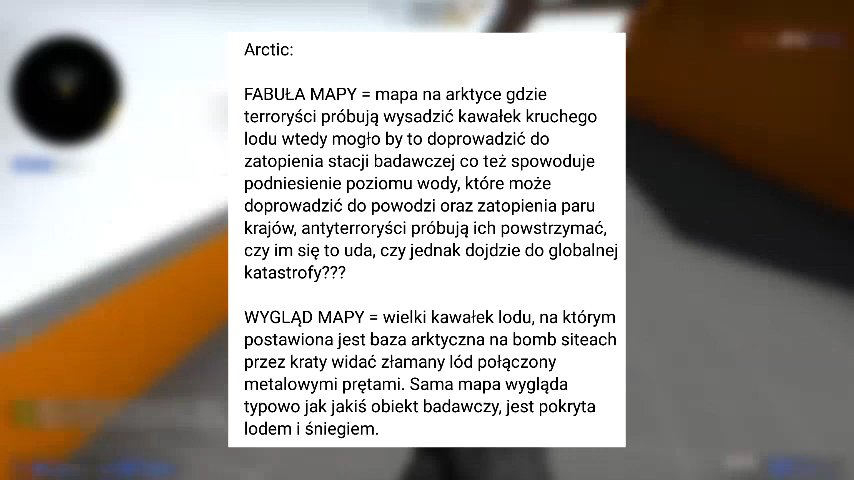 Arctic:
FABUŁA MAPY = mapa na arktyce gdzie
terroryści próbują wysadzić kawałek kruchego
lodu wtedy mogło by to doprowadzić do
zatopienia stacji badawczej co też spowoduje
podniesienie poziomu wody, które może
doprowadzić do powodzi oraz zatopienia paru
krajów, antyterroryści próbują ich powstrzymać,
czy im się to uda, czy jednak dojdzie do globalnej
katastrofy???
WYGLĄD MAPY = wielki kawałek lodu, na którym
postawiona jest baza arktyczna na bomb siteach
przez kraty widać złamany lód połączony
metalowymi prętami. Sama mapa wygląda
typowo jak jakiś obiekt badawczy, jest pokryta
lodem i śniegiem.